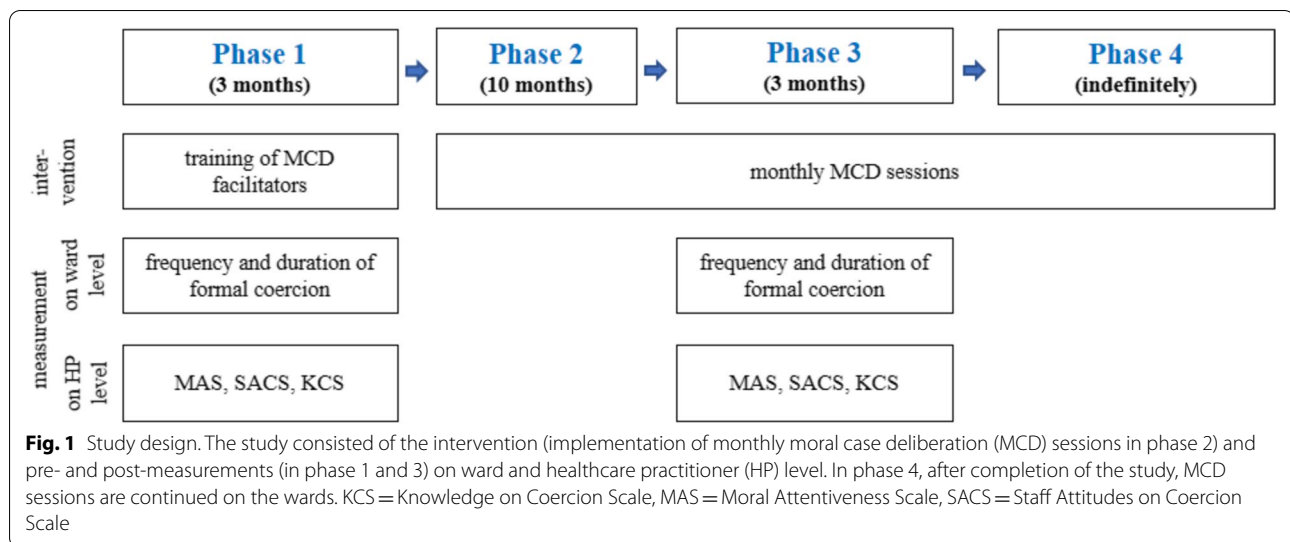 Phase 1
(3 months)
Phase 2
(10 months)
Phase 3
(3 months)
Phase 4
(indefinitely)
inter-
vention
training of MCD
facilitators
monthly MCD sessions
measurement
on ward
level
frequency and duration of
formal coercion
frequency and duration of
formal coercion
on HP
level
MAS, SACS, KCS
MAS, SACS, KCS
Fig. 1 Study design. The study consisted of the intervention (implementation of monthly moral case deliberation (MCD) sessions in phase 2) and
pre- and post-measurements (in phase 1 and 3) on ward and healthcare practitioner (HP) level. In phase 4, after completion of the study, MCD
sessions are continued on the wards. KCS = Knowledge on Coercion Scale, MAS = Moral Attentiveness Scale, SACS = Staff Attitudes on Coercion
Scale